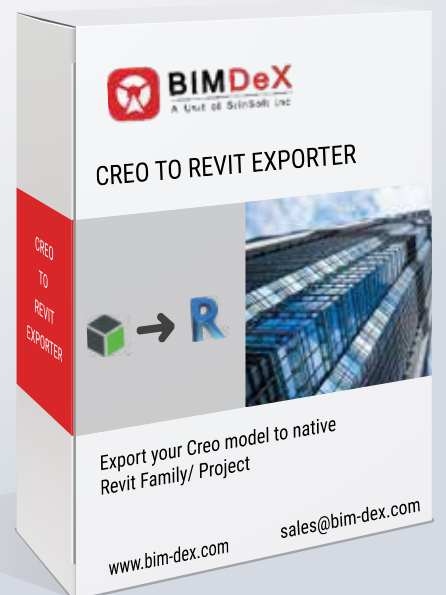 BIMDeX
A Unit of SrinSoft Inc
CREO TO REVIT EXPORTER
CREO
TO
REVIT
EXPORTER
R
Export your Creo model to native
Revit Family/ Project
www.bim-dex.com
sales@bim-dex.com